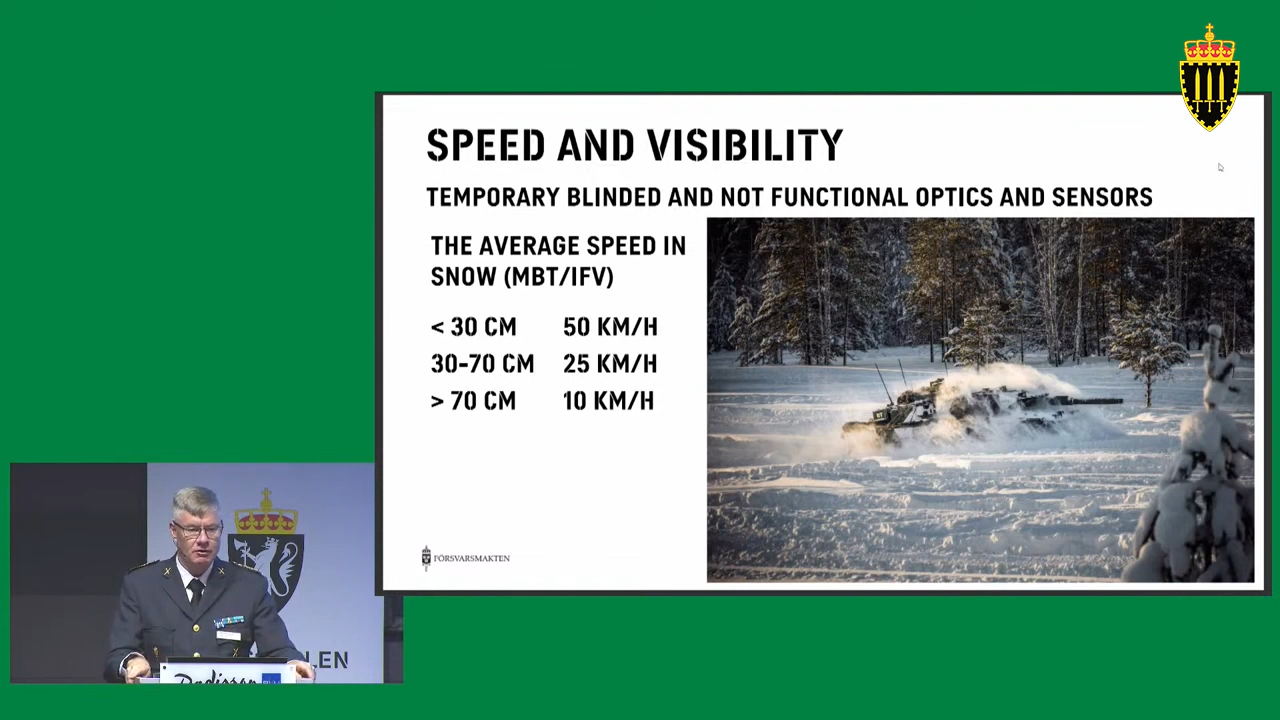 SPEED AND VISIBILITY
TEMPORARY BLINDED AND NOT FUNCTIONAL OPTICS AND SENSORS
THE AVERAGE SPEED IN
SNOW (MBT/IFV)
< 30 CM 50 KM/H
30-70 CM 25 KM/H
> 70 CM 10 KM/H
FÖRSVARSMAKTEN
LEN
Radisson